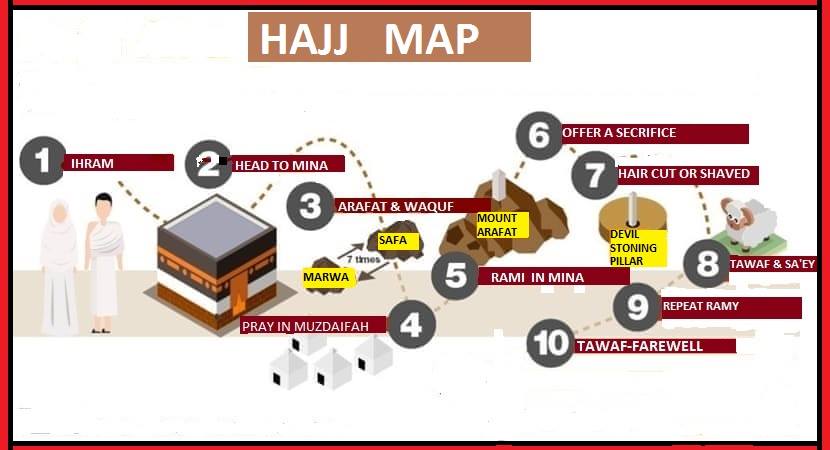 HAJJ MAP
1 IHRAM
2 HEAD TO MINA
3 ARAFAT & WAQUF
SAFA
7 times
MARWA
MOUNT
ARAFAT
4 PRAY IN MUZDAIFAH
5 RAMI IN MINA
6 OFFER A SECRIFICE
7 HAIR CUT OR SHAVED
DEVIL
STONING
PILLAR
8 TAWAF & SA'EY
9 REPEAT RAMY
10 TAWAF-FAREWELL